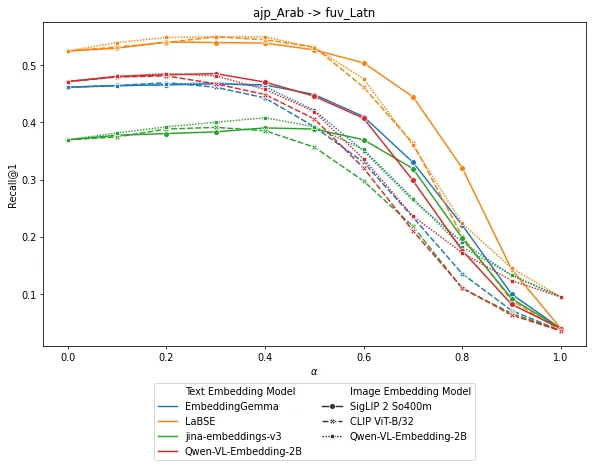 ajp_Arab -> fuv_Latn
Recall@1
0.5
0.4
0.3
0.2
0.1
0.0 0.2 0.4 0.6 0.8 1.0
α
Text Embedding Model Image Embedding Model
EmbeddingGemma SigLIP 2 So400m
LaBSE CLIP ViT-B/32
jina-embeddings-v3 Qwen-VL-Embedding-2B
Qwen-VL-Embedding-2B